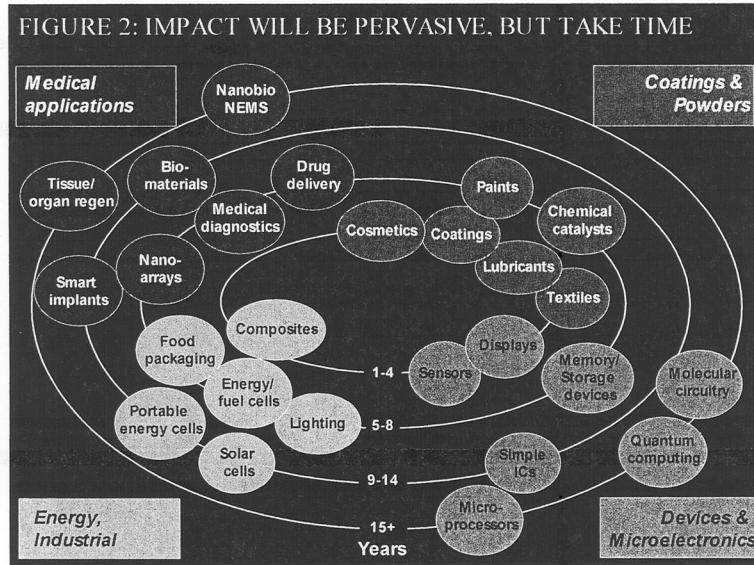 FIGURE 2: IMPACT WILL BE PERVASIVE, BUT TAKE TIME
Medical
applications
Coatings &
Powders
Nanobio
NEMS
Tissue/
organ regen
Bio-
materials
Drug
delivery
Medical
diagnostics
Paints
Cosmetics
Coatings
Chemical
catalysts
Lubricants
Textiles
Smart
implants
Nano-
arrays
Composites
Food
packaging
Energy/
fuel cells
Portable
energy cells
Lighting
Solar
cells
Displays
Sensors
Memory/
Storage
devices
Molecular
circuitry
Quantum
computing
Simple
ICs
Micro-
processors
1-4
5-8
9-14
15+
Years
Energy,
Industrial
Devices &
Microelectronics